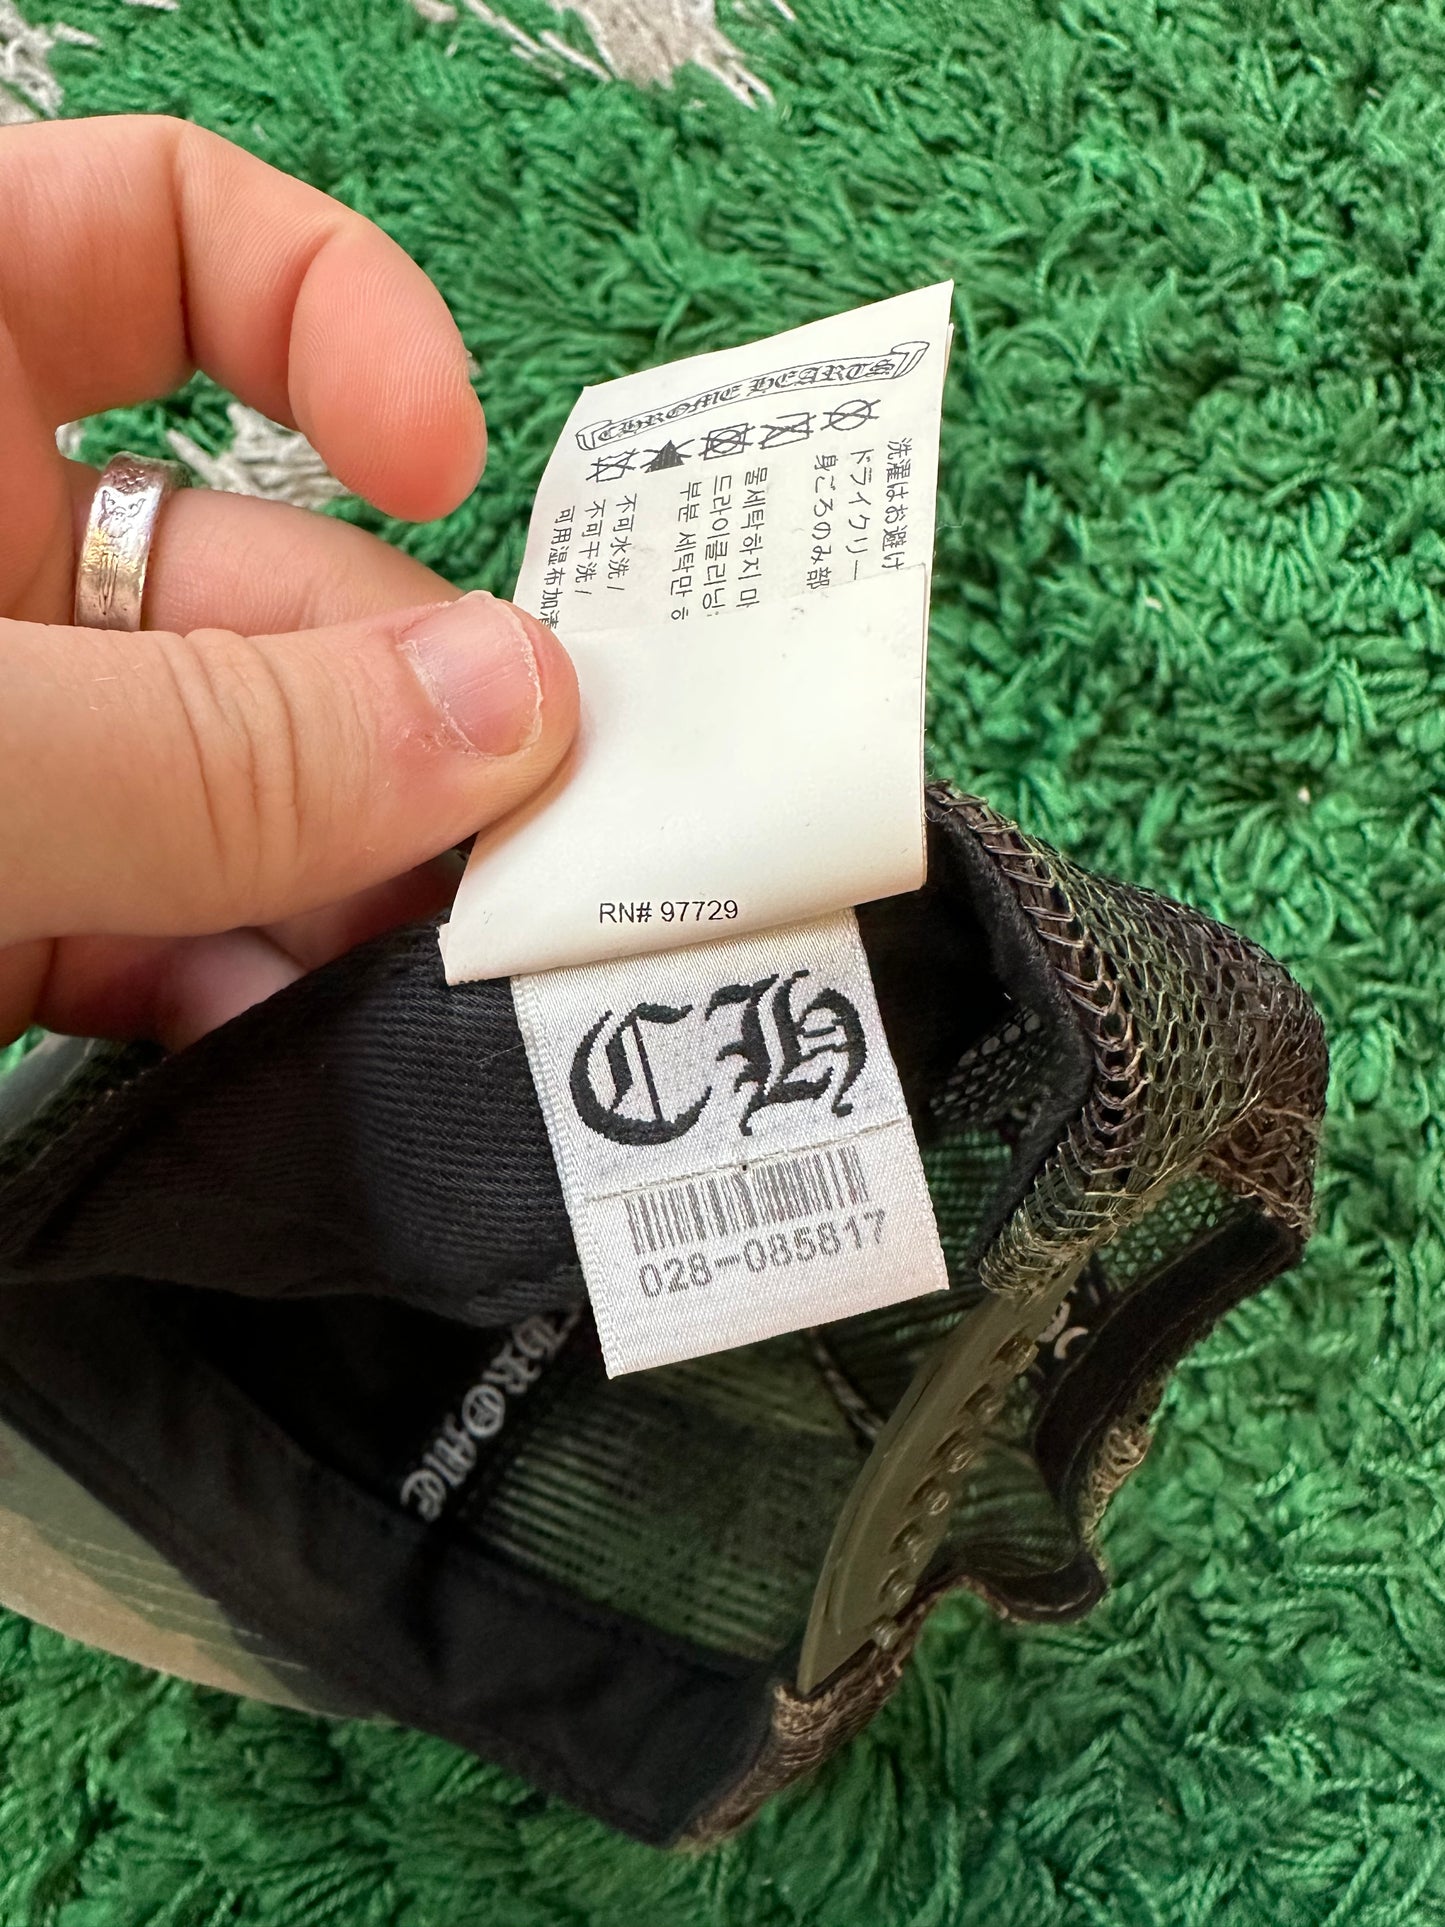 CHROME HEARTS
洗濯はお避け
ドライクリー
身ごろのみ部
물세탁하지 마
드라이클리닝
부분 세탁만
不可水洗 /
不可干洗 /
可用湿布加
RN# 97729
CH
028-085817
CHROME